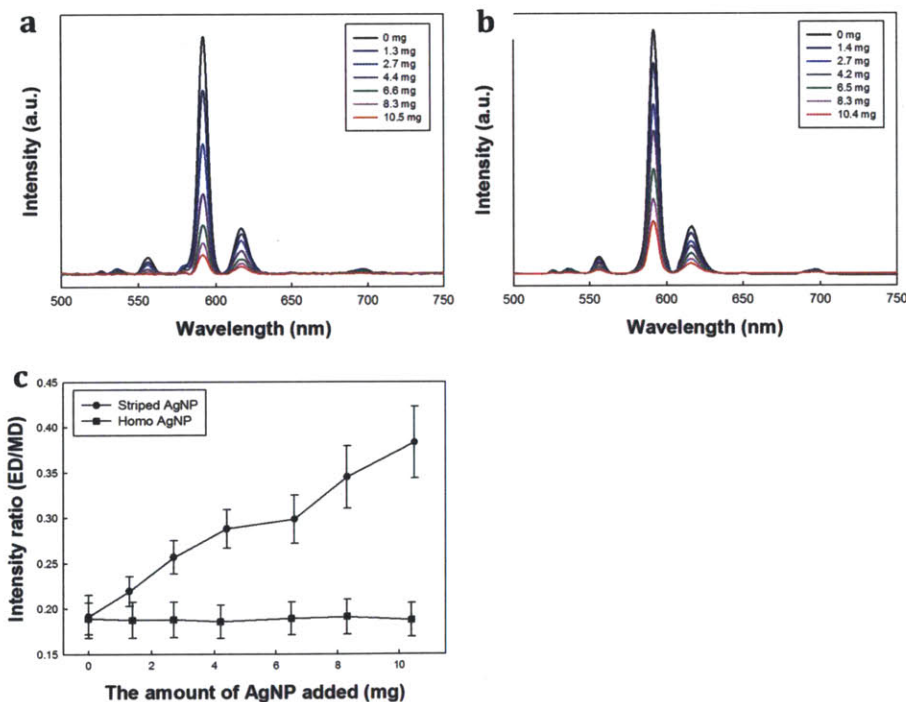 a
0 mg
1.3 mg
2.7 mg
4.4 mg
6.6 mg
8.3 mg
10.5 mg
Intensity (a.u.)
500 550 600 650 700 750
Wavelength (nm)
b
0 mg
1.4 mg
2.7 mg
4.2 mg
6.5 mg
8.3 mg
10.4 mg
Intensity (a.u.)
500 550 600 650 700 750
Wavelength (nm)
c
Striped AgNP
Homo AgNP
Intensity ratio (ED/MD)
0.45
0.40
0.35
0.30
0.25
0.20
0.15
0 2 4 6 8 10
The amount of AgNP added (mg)